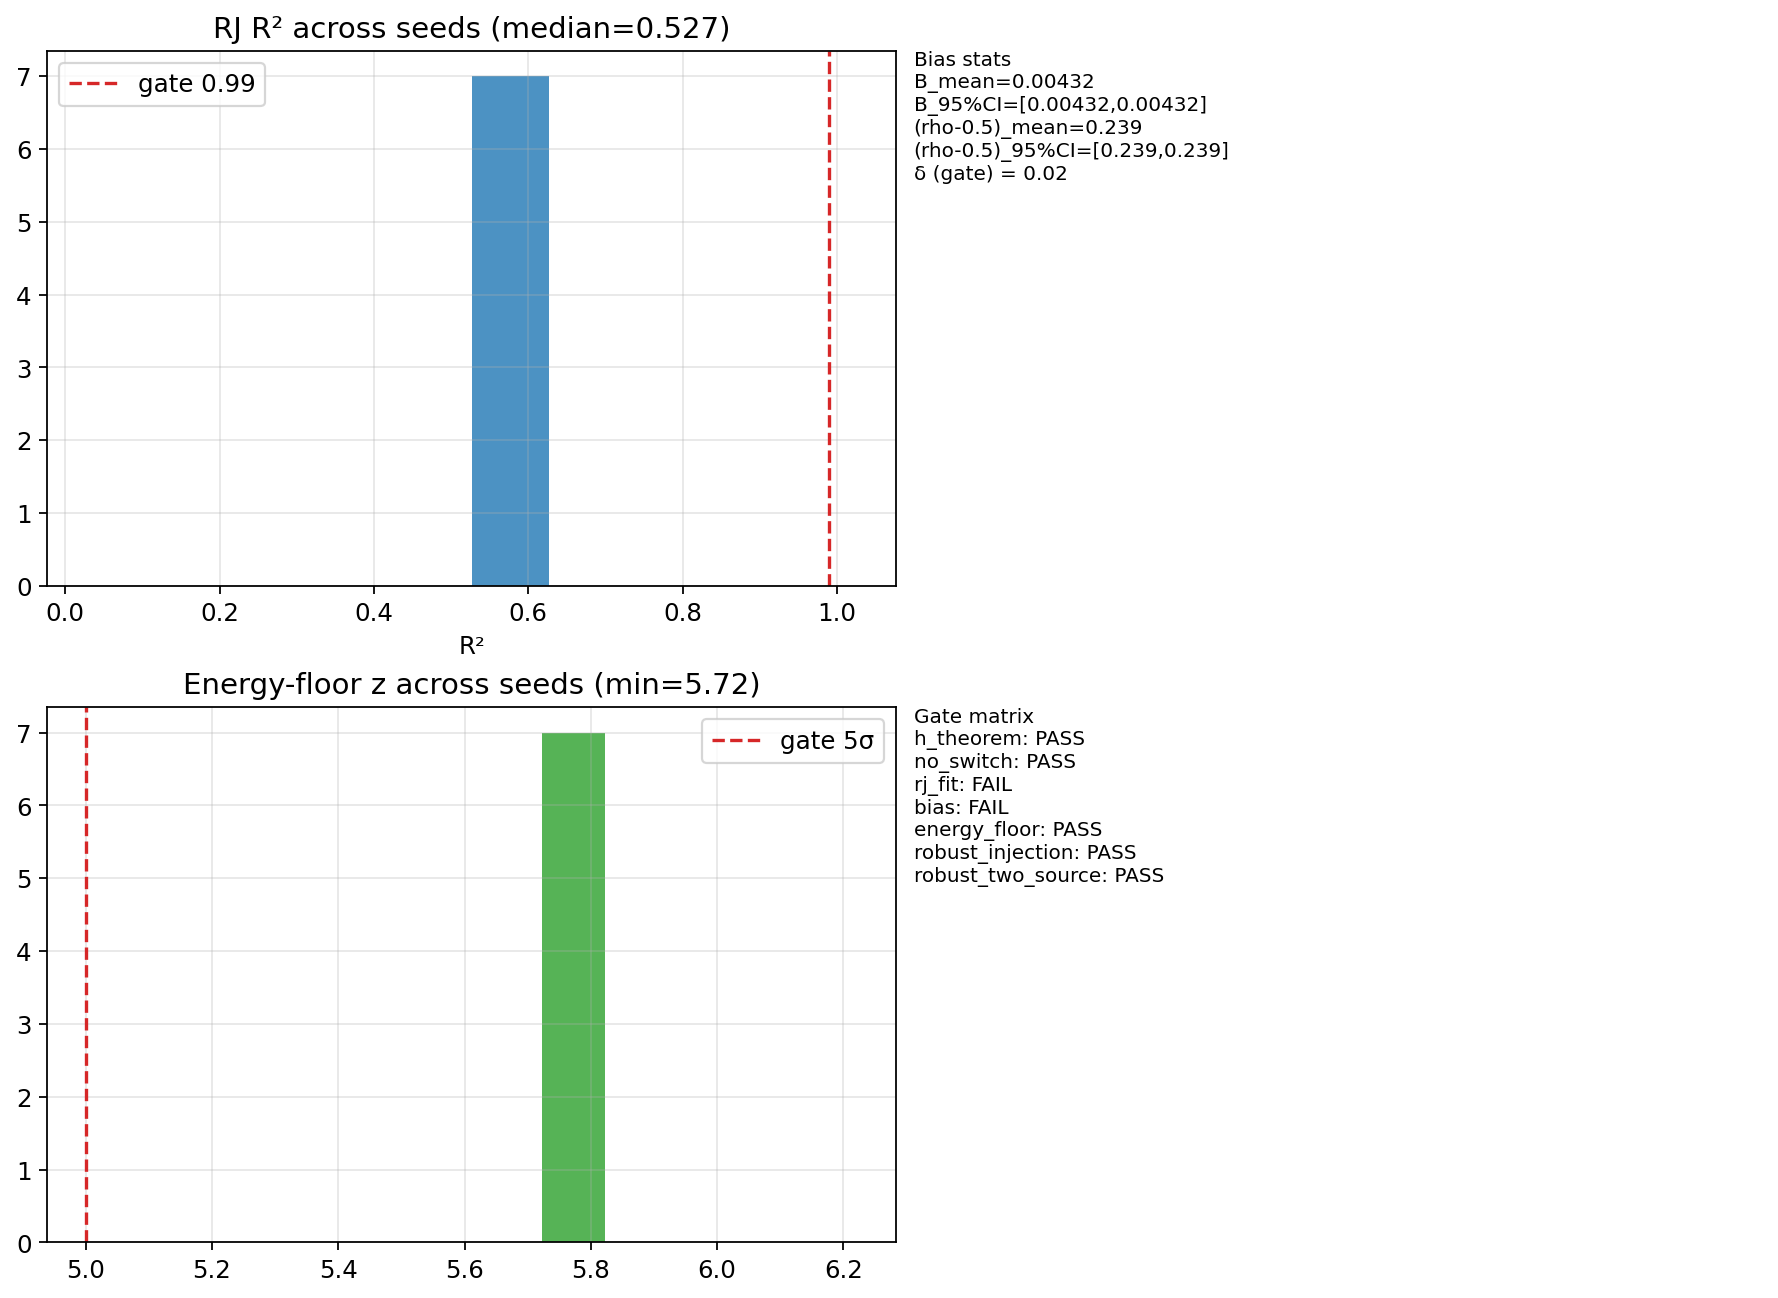 RJ R² across seeds (median=0.527)
gate 0.99
7
6
5
4
3
2
1
0
0.0 0.2 0.4 0.6 0.8 1.0
R²
Bias stats
B_mean=0.00432
B_95%CI=[0.00432,0.00432]
(rho-0.5)_mean=0.239
(rho-0.5)_95%CI=[0.239,0.239]
δ (gate) = 0.02
Energy-floor z across seeds (min=5.72)
gate 5σ
7
6
5
4
3
2
1
0
5.0 5.2 5.4 5.6 5.8 6.0 6.2
Gate matrix
h_theorem: PASS
no_switch: PASS
rj_fit: FAIL
bias: FAIL
energy_floor: PASS
robust_injection: PASS
robust_two_source: PASS